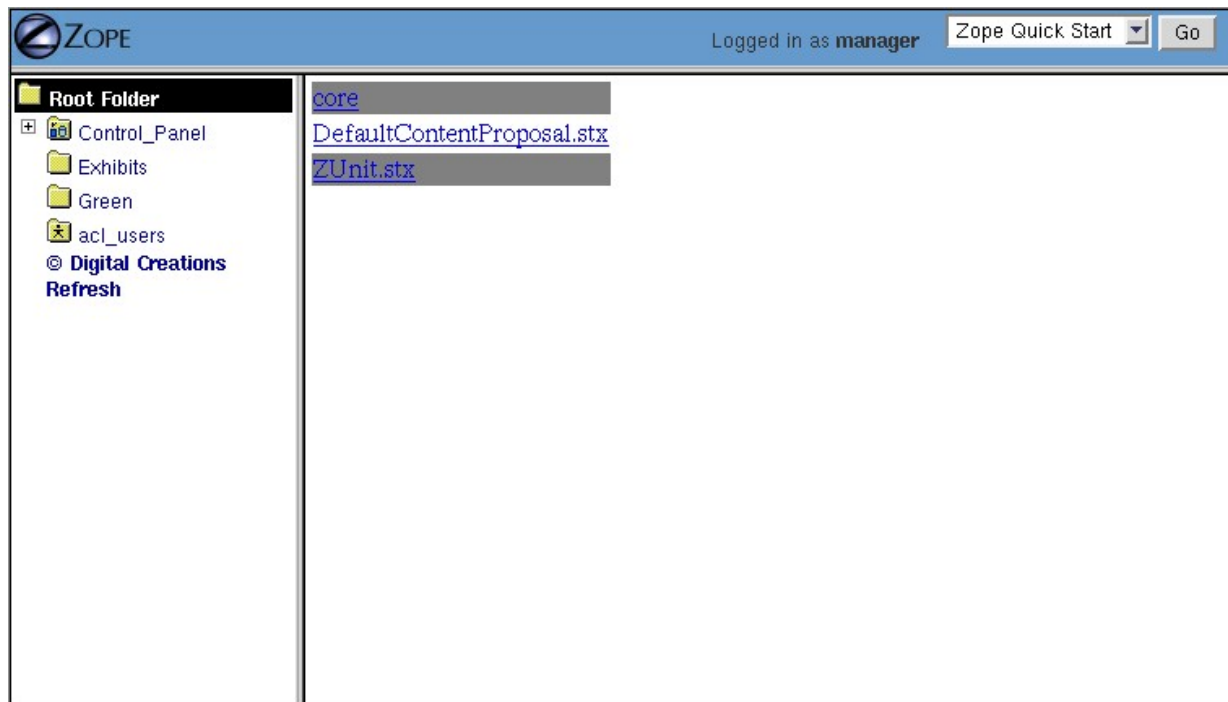 ZOPE
Logged in as manager
Zope Quick Start
Go
Root Folder
Control_Panel
Exhibits
Green
acl_users
© Digital Creations
Refresh
core
DefaultContentProposal.stx
ZUnit.stx